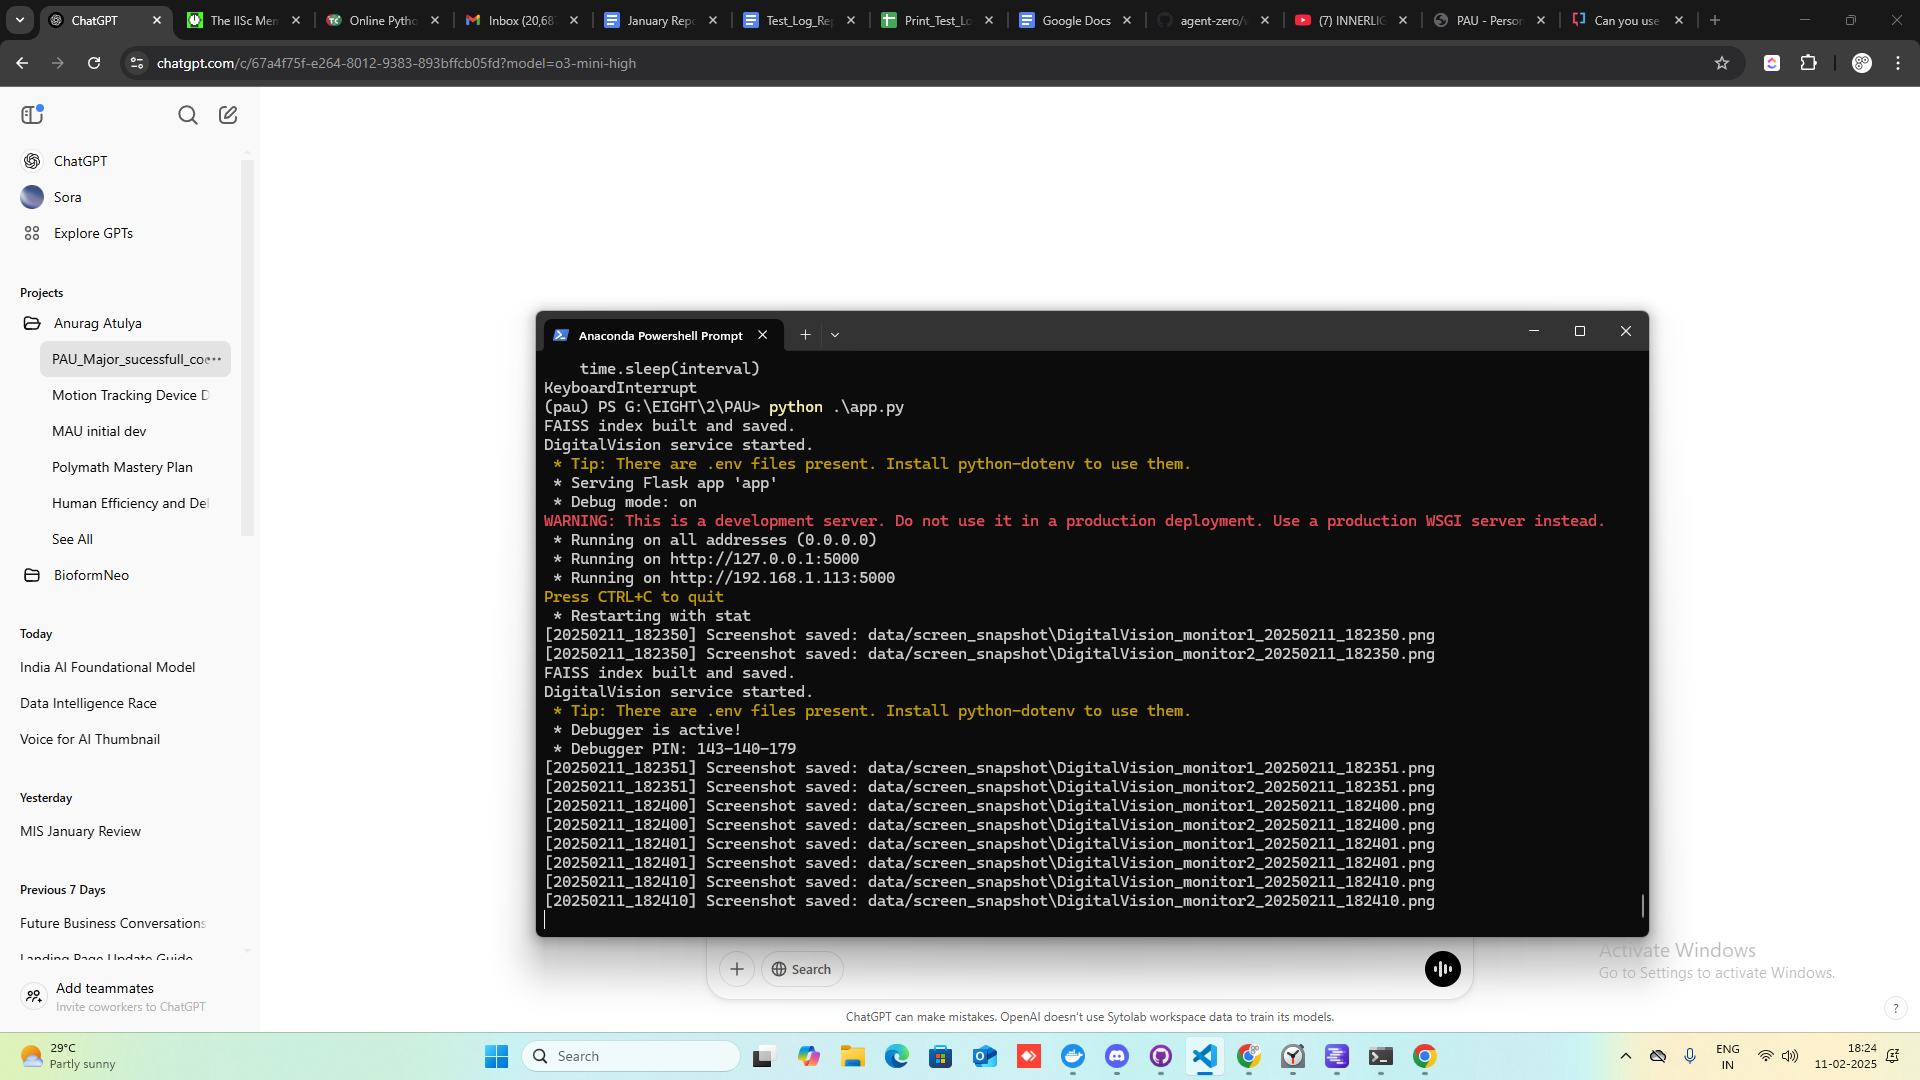 ChatGPT
The IISc Men
Online Pytho
Inbox (20,68
January Repo
Test_Log_Rep
Print_Test_Lo
Google Docs
agent-zero/w
(7) INNERLIG
PAU - Person
Can you use
chatgpt.com/c/67a4f75f-e264-8012-9383-893bffcb05fd?model=o3-mini-high
ChatGPT
Sora
Explore GPTs
Projects
Anurag Atulya
PAU_Major_sucessfull_co
Motion Tracking Device D
MAU initial dev
Polymath Mastery Plan
Human Efficiency and Del
See All
BioformNeo
Today
India AI Foundational Model
Data Intelligence Race
Voice for AI Thumbnail
Yesterday
MIS January Review
Previous 7 Days
Future Business Conversations
Landing Page Update Guide
Add teammates
Invite coworkers to ChatGPT
Anaconda Powershell Prompt
time.sleep(interval)
KeyboardInterrupt
(pau) PS G:\EIGHT\2\PAU> python .\app.py
FAISS index built and saved.
DigitalVision service started.
* Tip: There are .env files present. Install python-dotenv to use them.
* Serving Flask app 'app'
* Debug mode: on
WARNING: This is a development server. Do not use it in a production deployment. Use a production WSGI server instead.
* Running on all addresses (0.0.0.0)
* Running on http://127.0.0.1:5000
* Running on http://192.168.1.113:5000
Press CTRL+C to quit
* Restarting with stat
[20250211_182350] Screenshot saved: data/screen_snapshot\DigitalVision_monitor1_20250211_182350.png
[20250211_182350] Screenshot saved: data/screen_snapshot\DigitalVision_monitor2_20250211_182350.png
FAISS index built and saved.
DigitalVision service started.
* Tip: There are .env files present. Install python-dotenv to use them.
* Debugger is active!
* Debugger PIN: 143-140-179
[20250211_182351] Screenshot saved: data/screen_snapshot\DigitalVision_monitor1_20250211_182351.png
[20250211_182351] Screenshot saved: data/screen_snapshot\DigitalVision_monitor2_20250211_182351.png
[20250211_182400] Screenshot saved: data/screen_snapshot\DigitalVision_monitor1_20250211_182400.png
[20250211_182400] Screenshot saved: data/screen_snapshot\DigitalVision_monitor2_20250211_182400.png
[20250211_182401] Screenshot saved: data/screen_snapshot\DigitalVision_monitor1_20250211_182401.png
[20250211_182401] Screenshot saved: data/screen_snapshot\DigitalVision_monitor2_20250211_182401.png
[20250211_182410] Screenshot saved: data/screen_snapshot\DigitalVision_monitor1_20250211_182410.png
[20250211_182410] Screenshot saved: data/screen_snapshot\DigitalVision_monitor2_20250211_182410.png
Search
Activate Windows
Go to Settings to activate Windows.
ChatGPT can make mistakes. OpenAI doesn't use Sytolab workspace data to train its models.
?
29°C
Partly sunny
Search
ENG
IN
18:24
11-02-2025